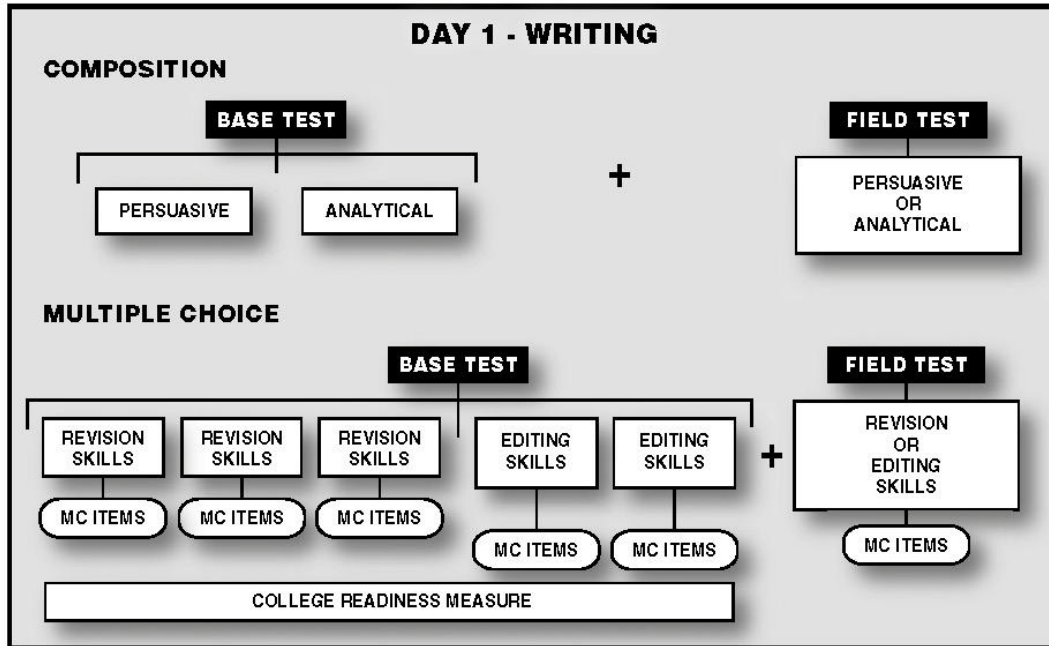 DAY 1 - WRITING
COMPOSITION
BASE TEST
PERSUASIVE
ANALYTICAL
+
FIELD TEST
PERSUASIVE
OR
ANALYTICAL
MULTIPLE CHOICE
BASE TEST
REVISION
SKILLS
MC ITEMS
REVISION
SKILLS
MC ITEMS
REVISION
SKILLS
MC ITEMS
EDITING
SKILLS
MC ITEMS
EDITING
SKILLS
MC ITEMS
COLLEGE READINESS MEASURE
+
FIELD TEST
REVISION
OR
EDITING
SKILLS
MC ITEMS